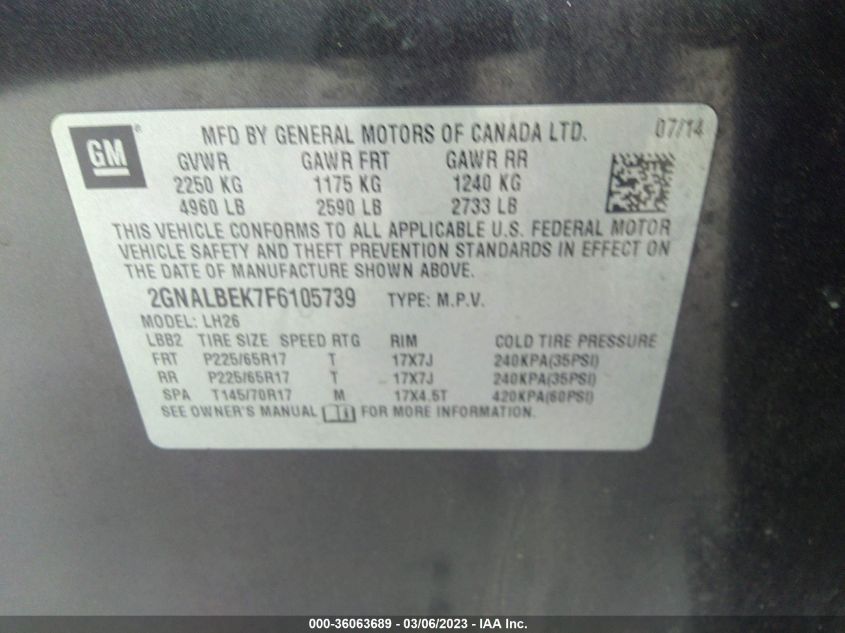 GM® MFD BY GENERAL MOTORS OF CANADA LTD. 07/14
GVWR GAWR FRT GAWR RR
2250 KG 1175 KG 1240 KG
4960 LB 2590 LB 2733 LB
THIS VEHICLE CONFORMS TO ALL APPLICABLE U.S. FEDERAL MOTOR
VEHICLE SAFETY AND THEFT PREVENTION STANDARDS IN EFFECT ON
THE DATE OF MANUFACTURE SHOWN ABOVE.
2GNALBEK7F6105739 TYPE: M.P.V.
MODEL: LH26
LBB2 TIRE SIZE SPEED RTG RIM COLD TIRE PRESSURE
FRT P225/65R17 T 17X7J 240KPA(35PSI)
RR P225/65R17 T 17X7J 240KPA(35PSI)
SPA T145/70R17 M 17X4.5T 420KPA(60PSI)
SEE OWNER'S MANUAL FOR MORE INFORMATION.
000-36063689 - 03/06/2023 - IAA Inc.